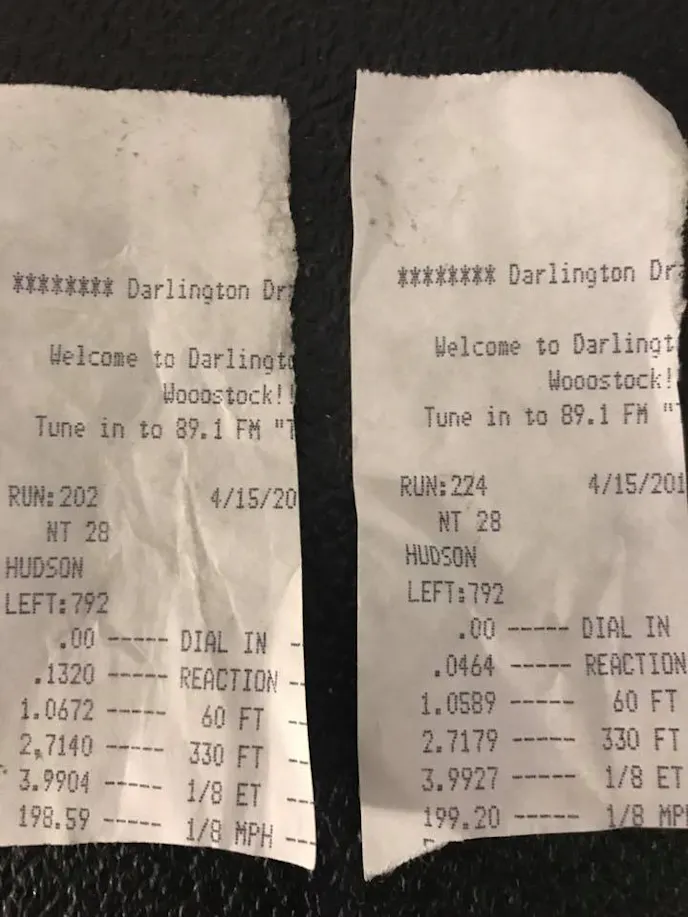 ******** Darlington Dr
Welcome to Darlingt
Wooostock!!
Tune in to 89.1 FM "T
RUN:202 4/15/20
NT 28
HUDSON
LEFT:792
.00 ----- DIAL IN --
.1320 ----- REACTION --
1.0672 ----- 60 FT --
2.7140 ----- 330 FT --
3.9904 ----- 1/8 ET --
198.59 ----- 1/8 MPH ---
******** Darlington Dra
Welcome to Darlingt
Wooostock!
Tune in to 89.1 FM "T
RUN:224 4/15/201
NT 28
HUDSON
LEFT:792
.00 ----- DIAL IN
.0464 ----- REACTION
1.0589 ----- 60 FT
2.7179 ----- 330 FT
3.9927 ----- 1/8 ET
199.20 ----- 1/8 MPH